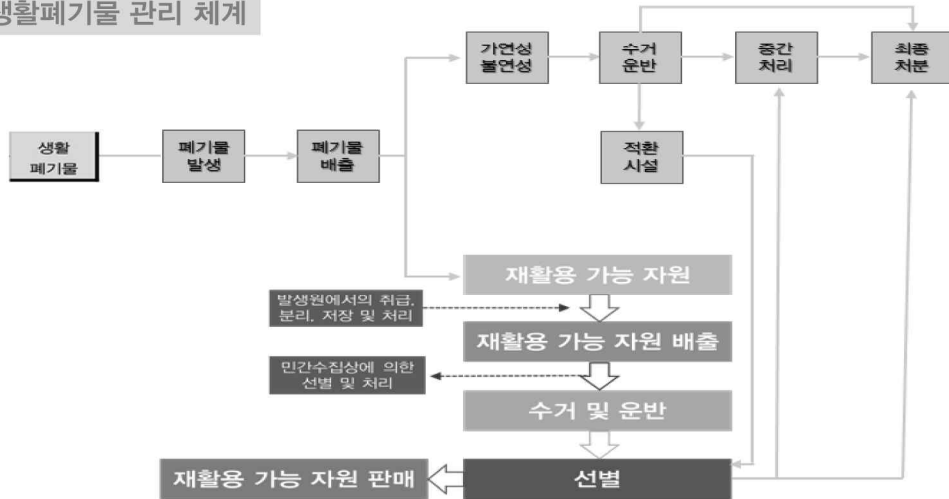 생활폐기물 관리 체계
가연성
불연성
수거
운반
중간
처리
최종
처분
생활
폐기물
폐기물
발생
폐기물
배출
적환
시설
재활용 가능 자원
발생원에서의 취급,
분리, 저장 및 처리
재활용 가능 자원 배출
민간수집상에 의한
선별 및 처리
수거 및 운반
재활용 가능 자원 판매
선별